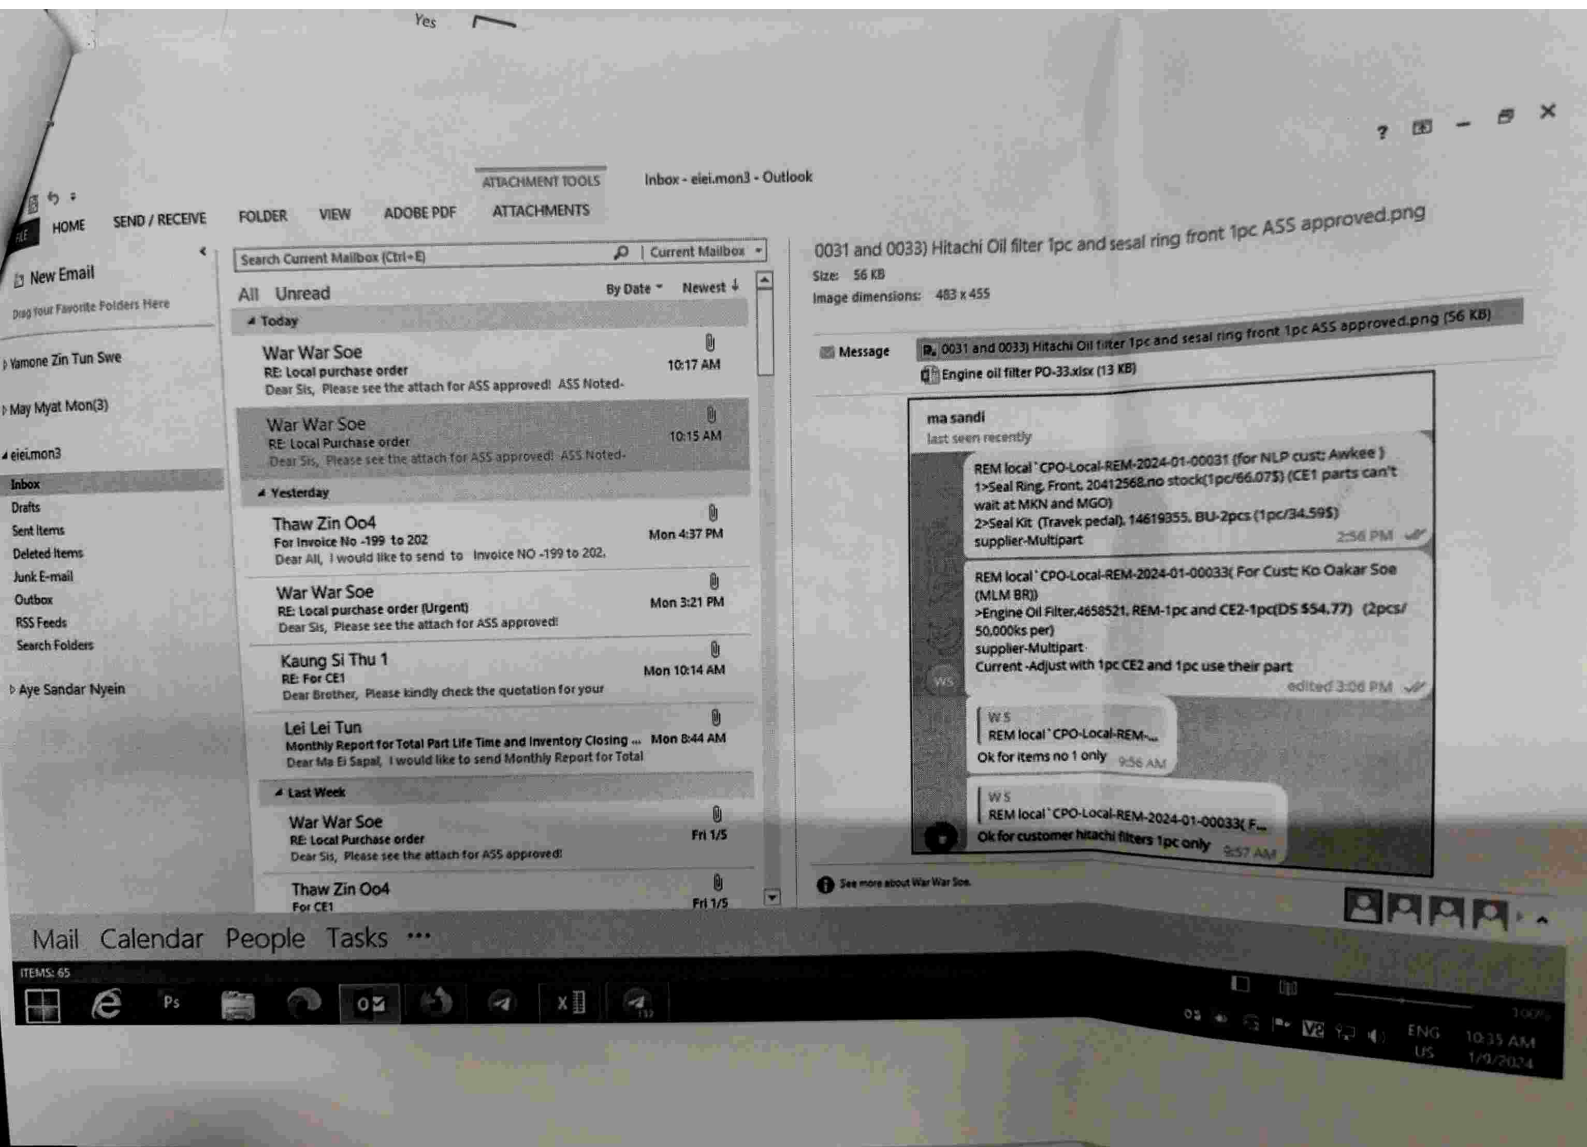 Yes
? 
ATTACHMENT TOOLS
Inbox - eiei.mon3 - Outlook
FILE
HOME
SEND / RECEIVE
FOLDER
VIEW
ADOBE PDF
ATTACHMENTS
New Email
Drag Your Favorite Folders Here
Yamone Zin Tun Swe
May Myat Mon(3)
eiei.mon3
Inbox
Drafts
Sent Items
Deleted Items
Junk E-mail
Outbox
RSS Feeds
Search Folders
Aye Sandar Nyein
Search Current Mailbox (Ctrl+E)
Current Mailbox
All Unread
By Date Newest ↓
Today
War War Soe
RE: Local purchase order
10:17 AM
Dear Sis, Please see the attach for ASS approved! ASS Noted-
War War Soe
RE: Local Purchase order
10:15 AM
Dear Sis, Please see the attach for ASS approved! ASS Noted-
Yesterday
Thaw Zin Oo4
For Invoice No -199 to 202
Mon 4:37 PM
Dear All, I would like to send to Invoice NO -199 to 202,
War War Soe
RE: Local purchase order (Urgent)
Mon 3:21 PM
Dear Sis, Please see the attach for ASS approved!
Kaung Si Thu 1
RE: For CE1
Mon 10:14 AM
Dear Brother, Please kindly check the quotation for your
Lei Lei Tun
Monthly Report for Total Part Life Time and Inventory Closing ...
Mon 8:44 AM
Dear Ma Ei Sapal, I would like to send Monthly Report for Total
Last Week
War War Soe
RE: Local Purchase order
Fri 1/5
Dear Sis, Please see the attach for ASS approved!
Thaw Zin Oo4
For CE1
Fri 1/5
0031 and 0033) Hitachi Oil filter 1pc and sesal ring front 1pc ASS approved.png
Size: 56 KB
Image dimensions: 483 x 455
Message
0031 and 0033) Hitachi Oil filter 1pc and sesal ring front 1pc ASS approved.png (56 KB)
Engine oil filter PO-33.xlsx (13 KB)
ma sandi
last seen recently
REM local`CPO-Local-REM-2024-01-00031 (for NLP cust: Awkee )
1>Seal Ring, Front, 20412568,no stock(1pc/66.07$) (CE1 parts can't
wait at MKN and MGO)
2>Seal Kit (Travek pedal), 14619355, BU-2pcs (1pc/34.59$)
supplier-Multipart
2:56 PM
REM local`CPO-Local-REM-2024-01-00033( For Cust: Ko Oakar Soe
(MLM BR))
>Engine Oil Filter,4658521, REM-1pc and CE2-1pc(DS $54.77) (2pcs/
50,000ks per)
supplier-Multipart
Current -Adjust with 1pc CE2 and 1pc use their part
edited 3:06 PM
WS
W S
REM local`CPO-Local-REM-...
Ok for items no 1 only
9:56 AM
W S
REM local`CPO-Local-REM-2024-01-00033( F...
Ok for customer hitachi filters 1pc only
9:57 AM
See more about War War Soe.
Mail Calendar People Tasks ...
ITEMS: 65
100%
Ps
ENG
US
10:35 AM
1/9/2024